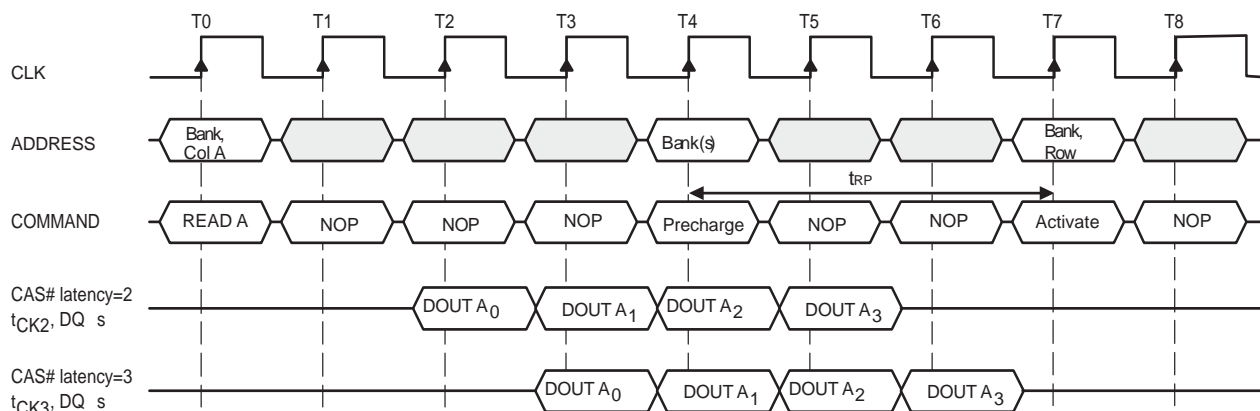 T0 T1 T2 T3 T4 T5 T6 T7 T8
CLK
ADDRESS
Bank,
Col A
Bank(s)
Bank,
Row
tRP
COMMAND
READ A NOP NOP NOP Precharge NOP NOP Activate NOP
CAS# latency=2
tCK2, DQ s
DOUT A0 DOUT A1 DOUT A2 DOUT A3
CAS# latency=3
tCK3, DQ s
DOUT A0 DOUT A1 DOUT A2 DOUT A3